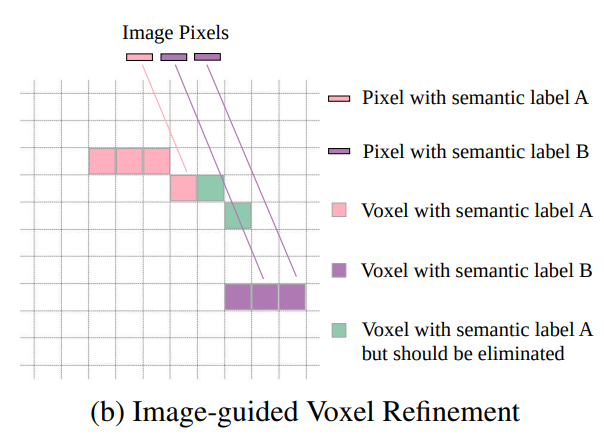 Image Pixels
Pixel with semantic label A
Pixel with semantic label B
Voxel with semantic label A
Voxel with semantic label B
Voxel with semantic label A
but should be eliminated
(b) Image-guided Voxel Refinement